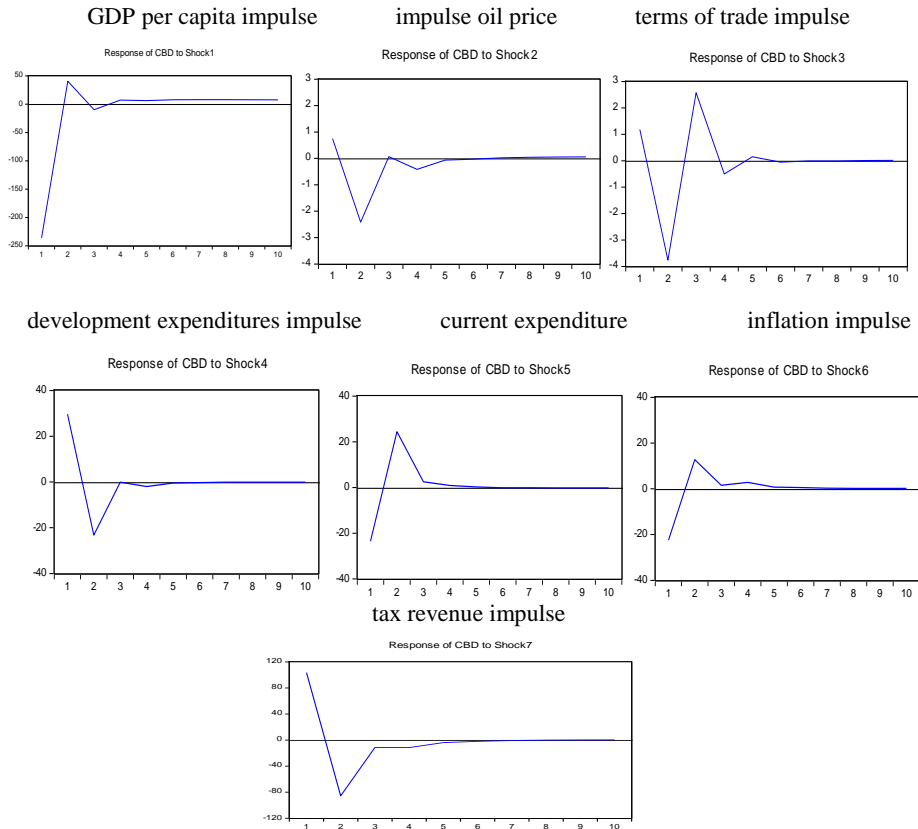 GDP per capita impulse impulse oil price terms of trade impulse
Response of CBD to Shock1
50
0
-50
-100
-150
-200
-250
1 2 3 4 5 6 7 8 9 10
Response of CBD to Shock2
3
2
1
0
-1
-2
-3
-4
1 2 3 4 5 6 7 8 9 10
Response of CBD to Shock3
3
2
1
0
-1
-2
-3
-4
1 2 3 4 5 6 7 8 9 10
development expenditures impulse current expenditure inflation impulse
Response of CBD to Shock4
40
20
0
-20
-40
1 2 3 4 5 6 7 8 9 10
Response of CBD to Shock5
40
20
0
-20
-40
1 2 3 4 5 6 7 8 9 10
Response of CBD to Shock6
40
20
0
-20
-40
1 2 3 4 5 6 7 8 9 10
tax revenue impulse
Response of CBD to Shock7
120
80
40
0
-40
-80
-120
1 2 3 4 5 6 7 8 9 10